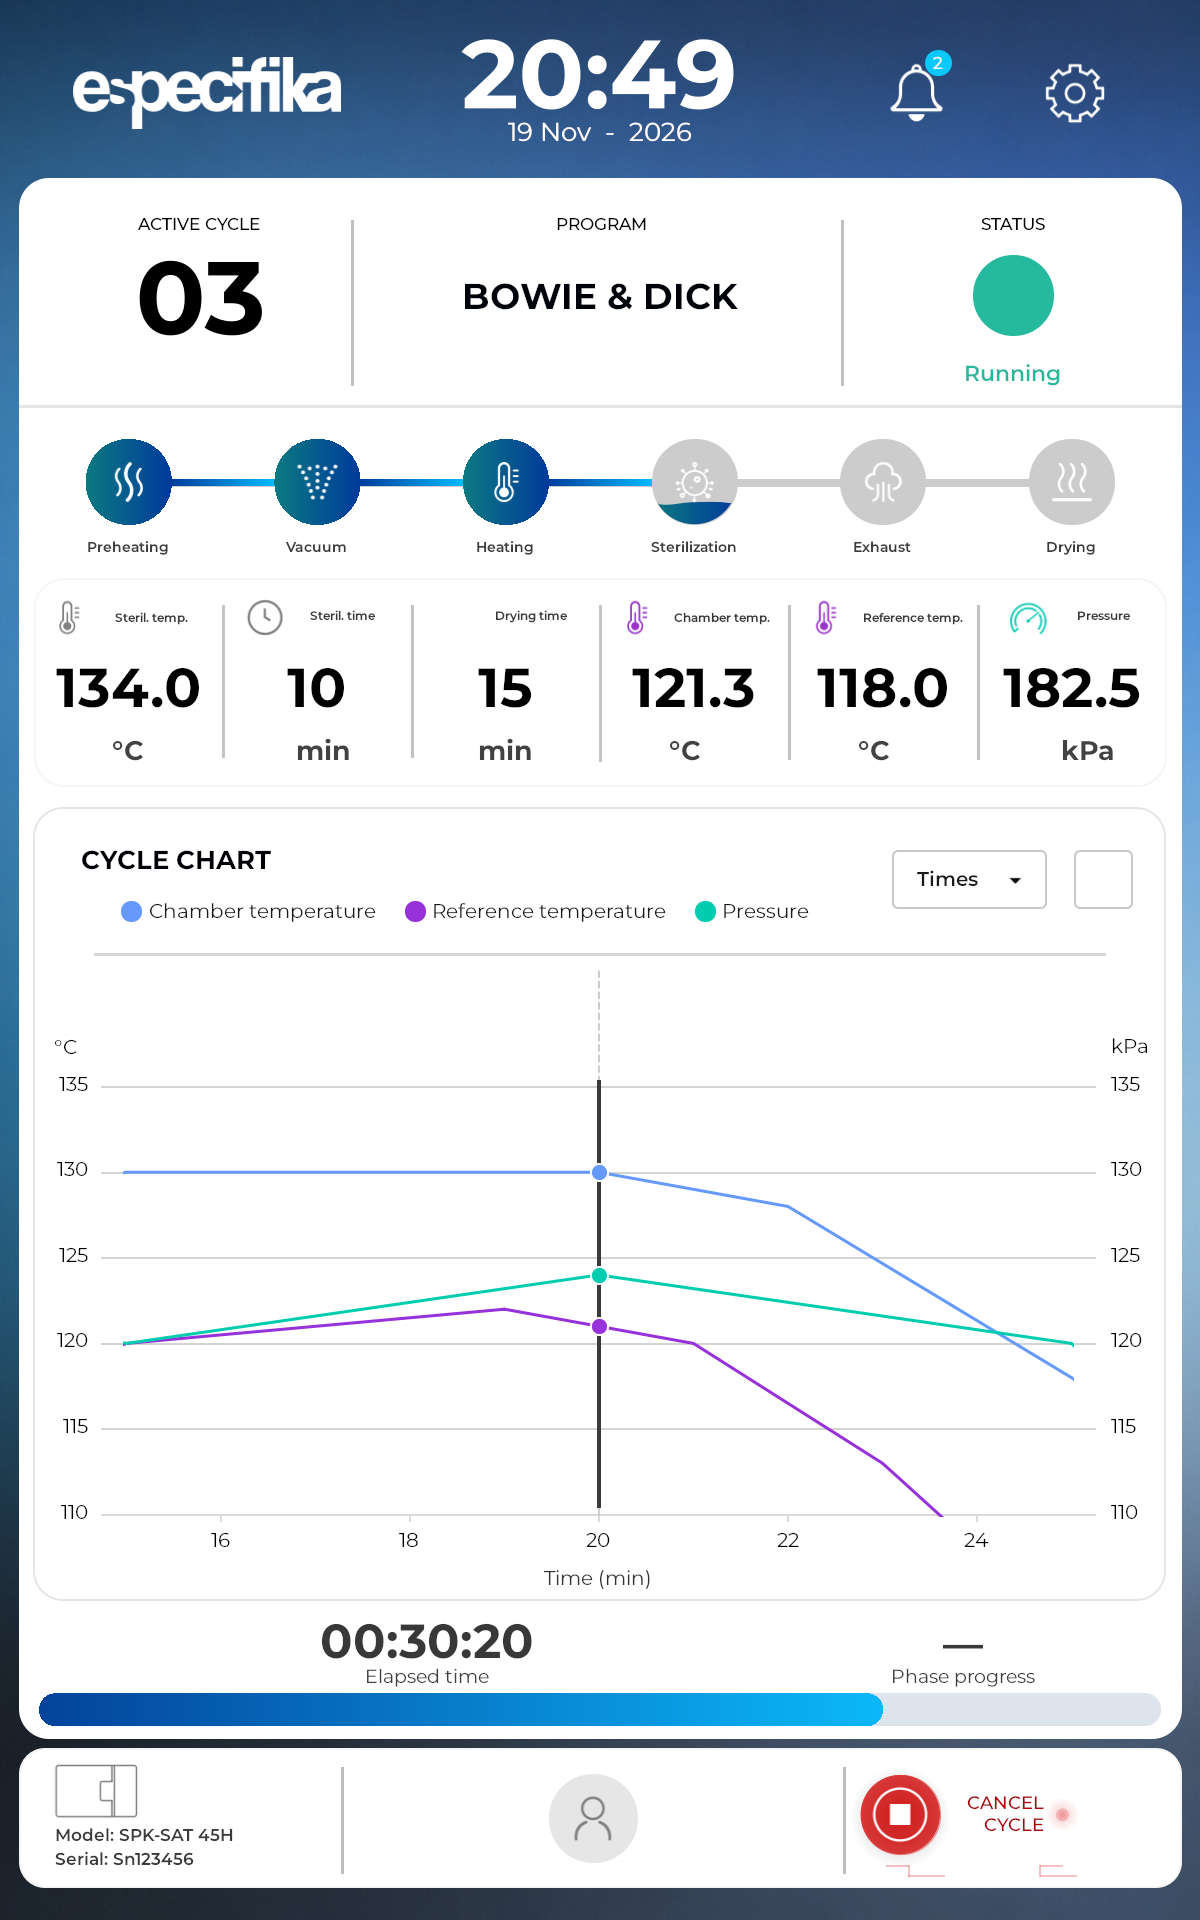 especifika
20:49
19 Nov - 2026
2
ACTIVE CYCLE
03
PROGRAM
BOWIE & DICK
STATUS
Running
Preheating
Vacuum
Heating
Sterilization
Exhaust
Drying
Steril. temp.
134.0
°C
Steril. time
10
min
Drying time
15
min
Chamber temp.
121.3
°C
Reference temp.
118.0
°C
Pressure
182.5
kPa
CYCLE CHART
Times
Chamber temperature
Reference temperature
Pressure
°C
kPa
135
135
130
130
125
125
120
120
115
115
110
110
16
18
20
22
24
Time (min)
00:30:20
Elapsed time
—
Phase progress
Model: SPK-SAT 45H
Serial: Sn123456
CANCEL
CYCLE